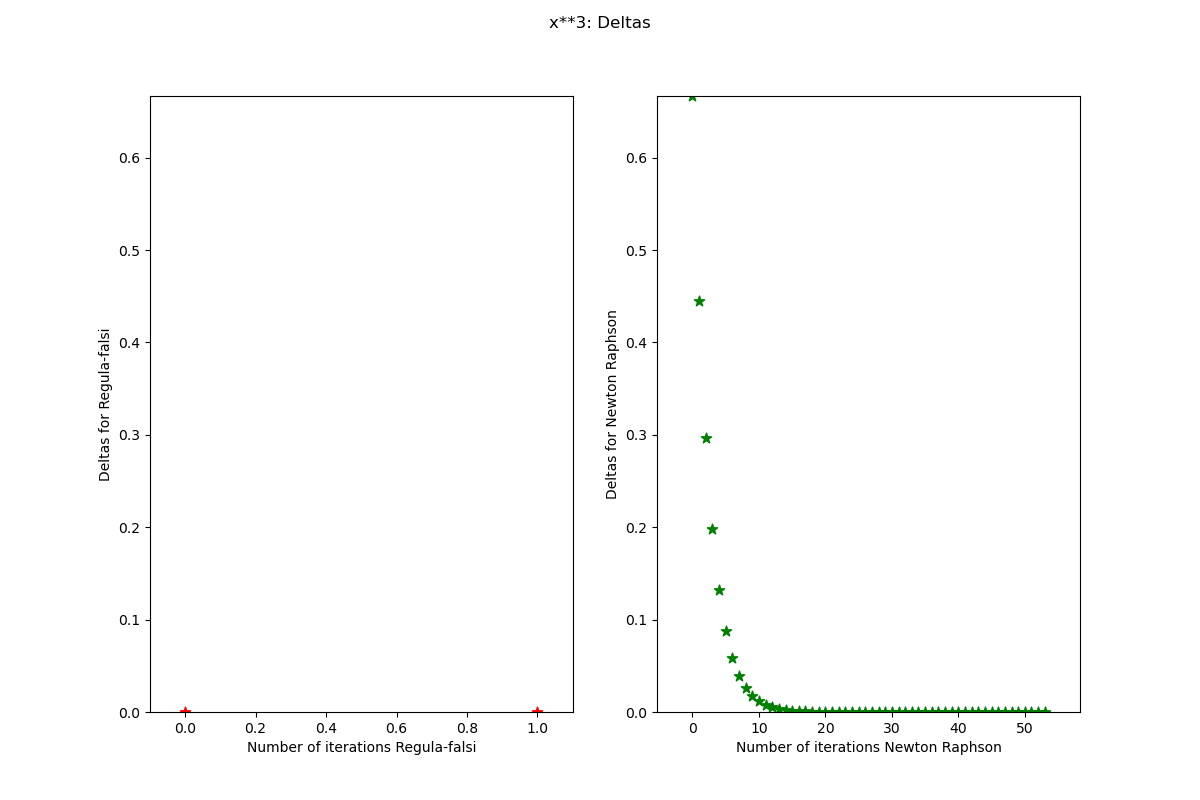 x**3: Deltas
Deltas for Regula-falsi
0.6
0.5
0.4
0.3
0.2
0.1
0.0
0.0 0.2 0.4 0.6 0.8 1.0
Number of iterations Regula-falsi
Deltas for Newton Raphson
0.6
0.5
0.4
0.3
0.2
0.1
0.0
0 10 20 30 40 50
Number of iterations Newton Raphson